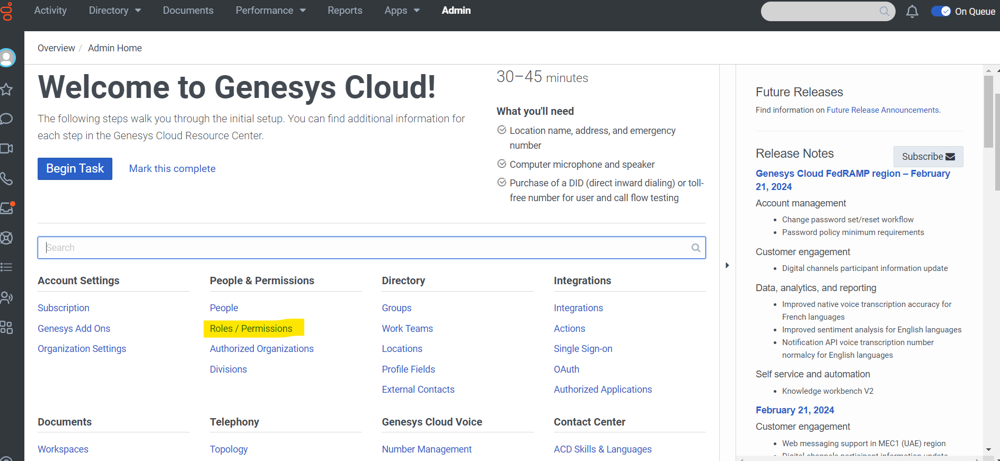 Activity
Directory
Documents
Performance
Reports
Apps
Admin
On Queue
Overview / Admin Home
Welcome to Genesys Cloud!
The following steps walk you through the initial setup. You can find additional information for
each step in the Genesys Cloud Resource Center.
Begin Task
Mark this complete
30–45 minutes
What you'll need
Location name, address, and emergency
number
Computer microphone and speaker
Purchase of a DID (direct inward dialing) or toll-
free number for user and call flow testing
Search
Account Settings
Subscription
Genesys Add Ons
Organization Settings
People & Permissions
People
Roles / Permissions
Authorized Organizations
Divisions
Directory
Groups
Work Teams
Locations
Profile Fields
External Contacts
Integrations
Integrations
Actions
Single Sign-on
OAuth
Authorized Applications
Documents
Workspaces
Telephony
Topology
Genesys Cloud Voice
Number Management
Contact Center
ACD Skills & Languages
Future Releases
Find information on Future Release Announcements.
Release Notes
Subscribe
Genesys Cloud FedRAMP region – February
21, 2024
Account management
• Change password set/reset workflow
• Password policy minimum requirements
Customer engagement
• Digital channels participant information update
Data, analytics, and reporting
• Improved native voice transcription accuracy for
French languages
• Improved sentiment analysis for English languages
• Notification API voice transcription number
normalcy for English languages
Self service and automation
• Knowledge workbench V2
February 21, 2024
Customer engagement
• Web messaging support in MEC1 (UAE) region
• Digital channels participant information update